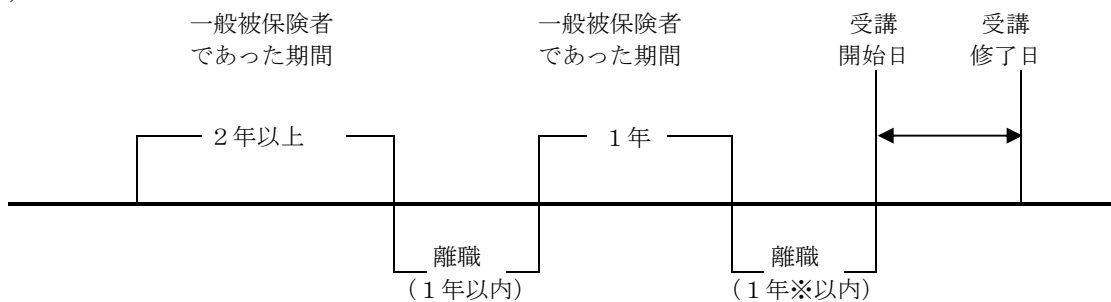 一般被保険者
であった期間
一般被保険者
であった期間
受講
開始日
受講
修了日
２年以上
１年
離職
（１年以内）
離職
（１年※以内）